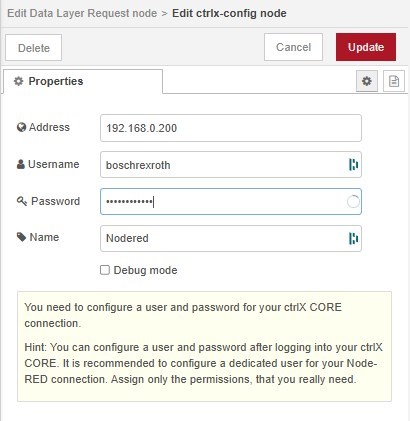 Edit Data Layer Request node > Edit ctrlx-config node
Delete
Cancel
Update
Properties
Address
192.168.0.200
Username
boschrexroth
Password
••••••••••••
Name
Nodered
Debug mode
You need to configure a user and password for your ctrlX CORE
connection.
Hint: You can configure a user and password after logging into your ctrlX
CORE. It is recommended to configure a dedicated user for your Node-
RED connection. Assign only the permissions, that you really need.